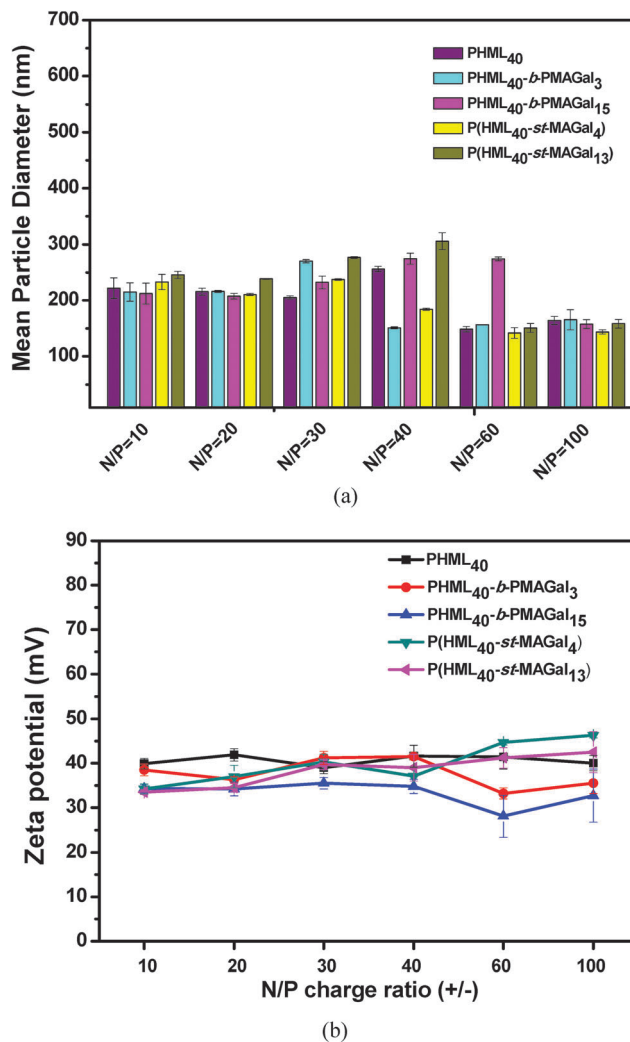 700
600
500
400
300
200
100
Mean Particle Diameter (nm)
PHML40
PHML40-b-PMAGal3
PHML40-b-PMAGal15
P(HML40-st-MAGal4)
P(HML40-st-MAGal13)
N/P=10
N/P=20
N/P=30
N/P=40
N/P=60
N/P=100
(a)
90
80
70
60
50
40
30
20
10
0
Zeta potential (mV)
PHML40
PHML40-b-PMAGal3
PHML40-b-PMAGal15
P(HML40-st-MAGal4)
P(HML40-st-MAGal13)
10 20 30 40 60 100
N/P charge ratio (+/-)
(b)